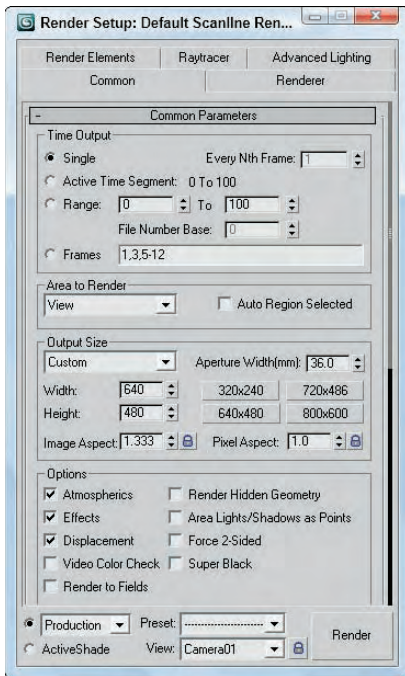 Render Setup: Default Scanline Ren...
Render Elements Raytracer Advanced Lighting
Common Renderer
- Common Parameters
Time Output
Single Every Nth Frame: 1
Active Time Segment: 0 To 100
Range: 0 To 100
File Number Base: 0
Frames 1,3,5-12
Area to Render
View Auto Region Selected
Output Size
Custom Aperture Width(mm): 36.0
Width: 640 320x240 720x486
Height: 480 640x480 800x600
Image Aspect: 1.333 Pixel Aspect: 1.0
Options
Atmospherics Render Hidden Geometry
Effects Area Lights/Shadows as Points
Displacement Force 2-Sided
Video Color Check Super Black
Render to Fields
Production Preset: -----------------------
ActiveShade View: Camera01 Render